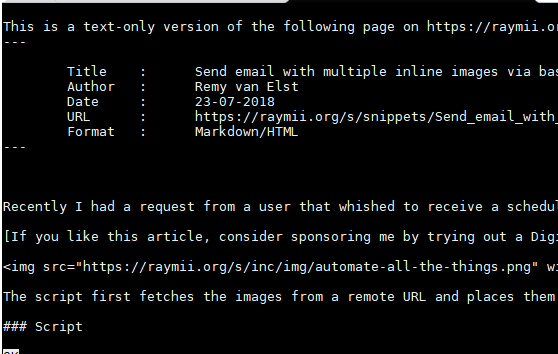 This is a text-only version of the following page on https://raymii.or
---
Title : Send email with multiple inline images via bas
Author : Remy van Elst
Date : 23-07-2018
URL : https://raymii.org/s/snippets/Send_email_with_
Format : Markdown/HTML
---
Recently I had a request from a user that whished to receive a schedul
[If you like this article, consider sponsoring me by trying out a Digi
<img src="https://raymii.org/s/inc/img/automate-all-the-things.png" wi
The script first fetches the images from a remote URL and places them
### Script